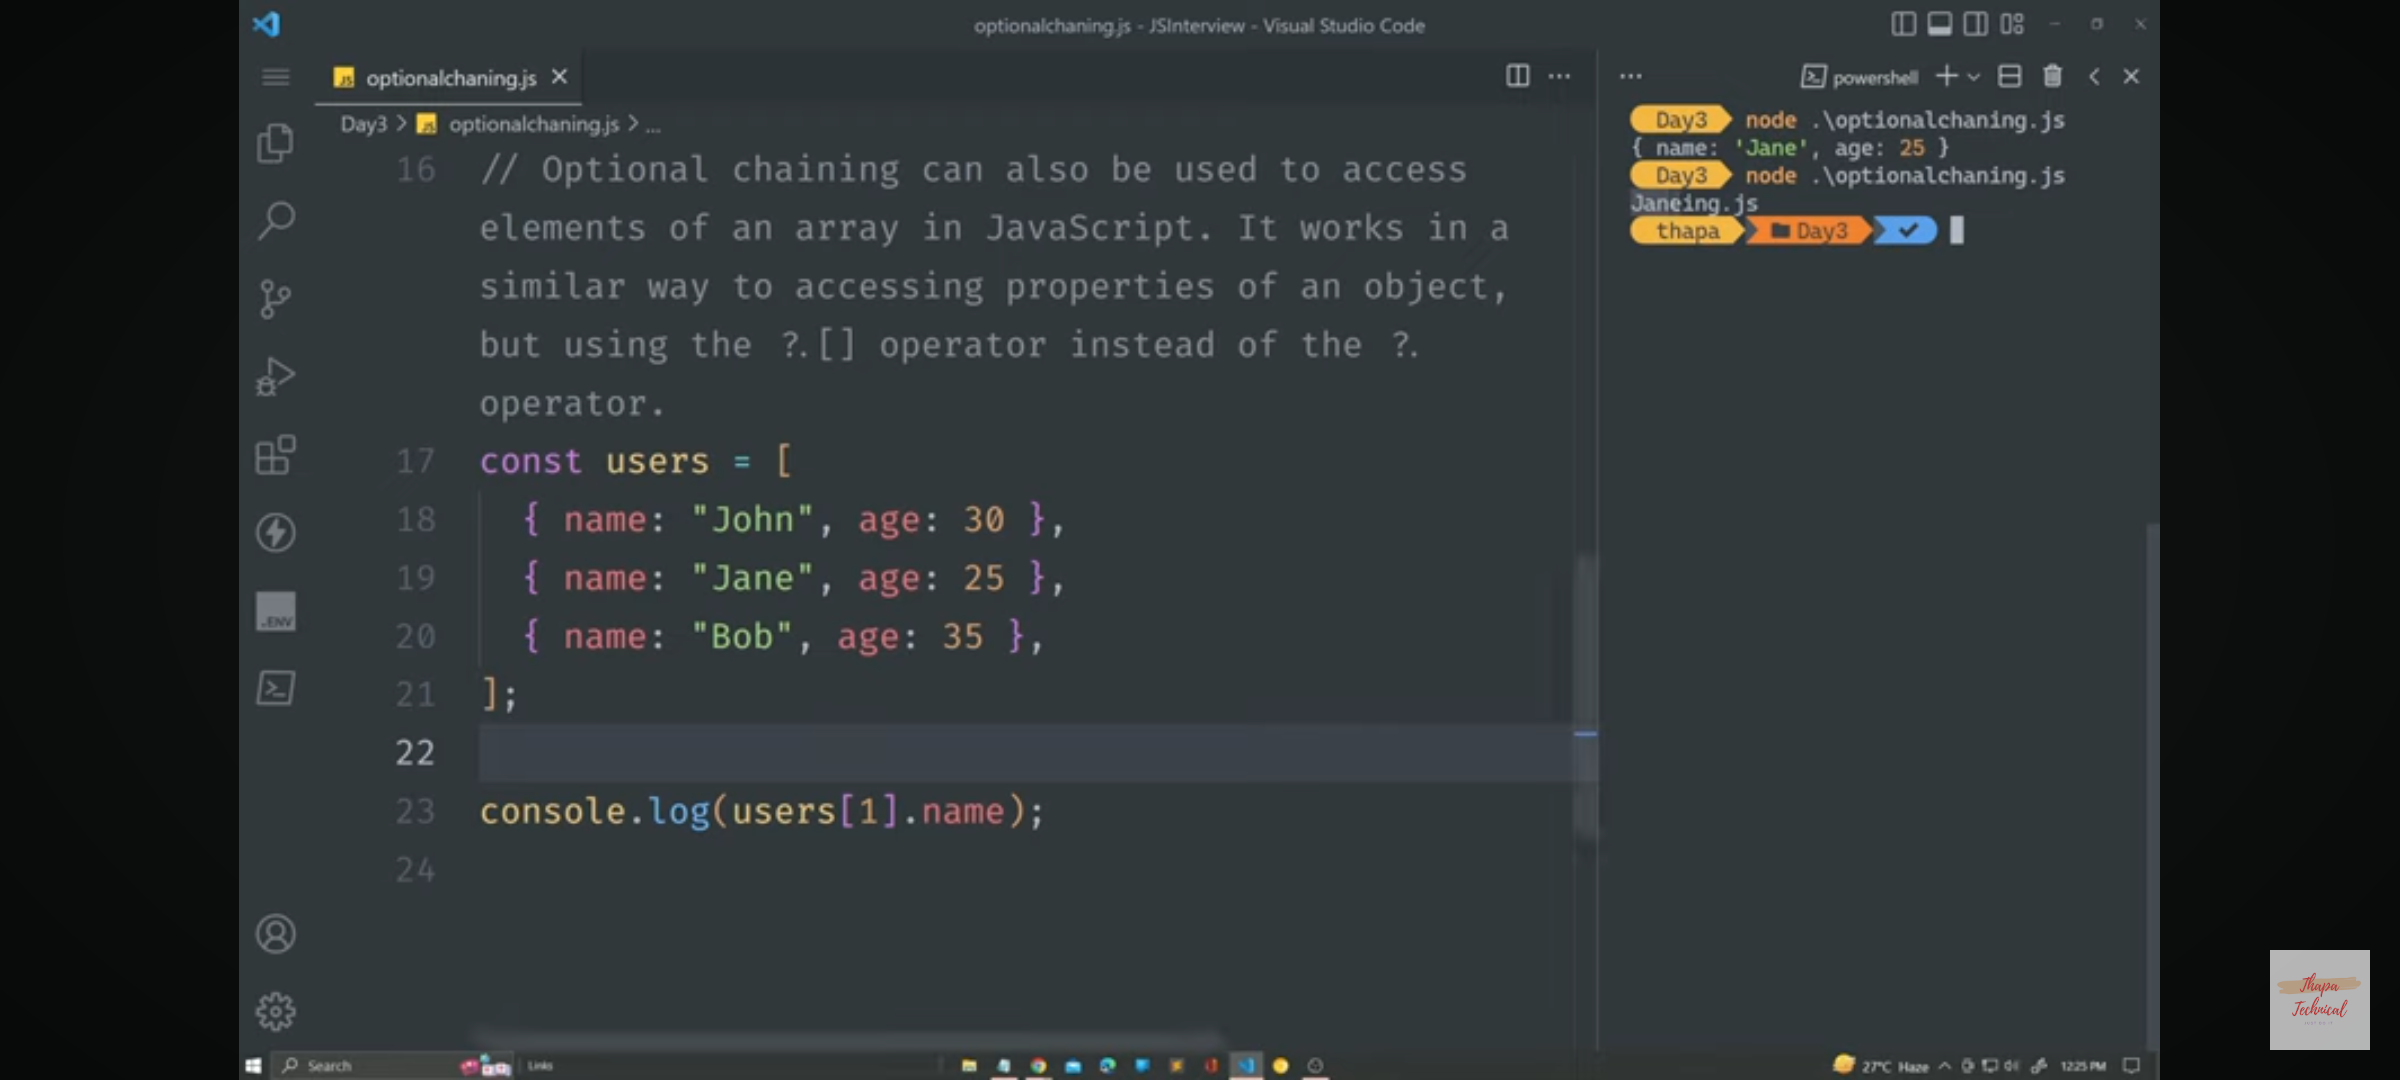 optionalchaning.js - JSInterview - Visual Studio Code
optionalchaning.js
Day3 > optionalchaning.js > ...
16 // Optional chaining can also be used to access
elements of an array in JavaScript. It works in a
similar way to accessing properties of an object,
but using the ?.[] operator instead of the ?.
operator.
17 const users = [
18 { name: "John", age: 30 },
19 { name: "Jane", age: 25 },
20 { name: "Bob", age: 35 },
21 ];
22
23 console.log(users[1].name);
24
.ENV
powershell
Day3 node .\optionalchaning.js
{ name: 'Jane', age: 25 }
Day3 node .\optionalchaning.js
Janeing.js
thapa Day3
Thapa
Technical
Search
Links
27°C Haze
12:25 PM